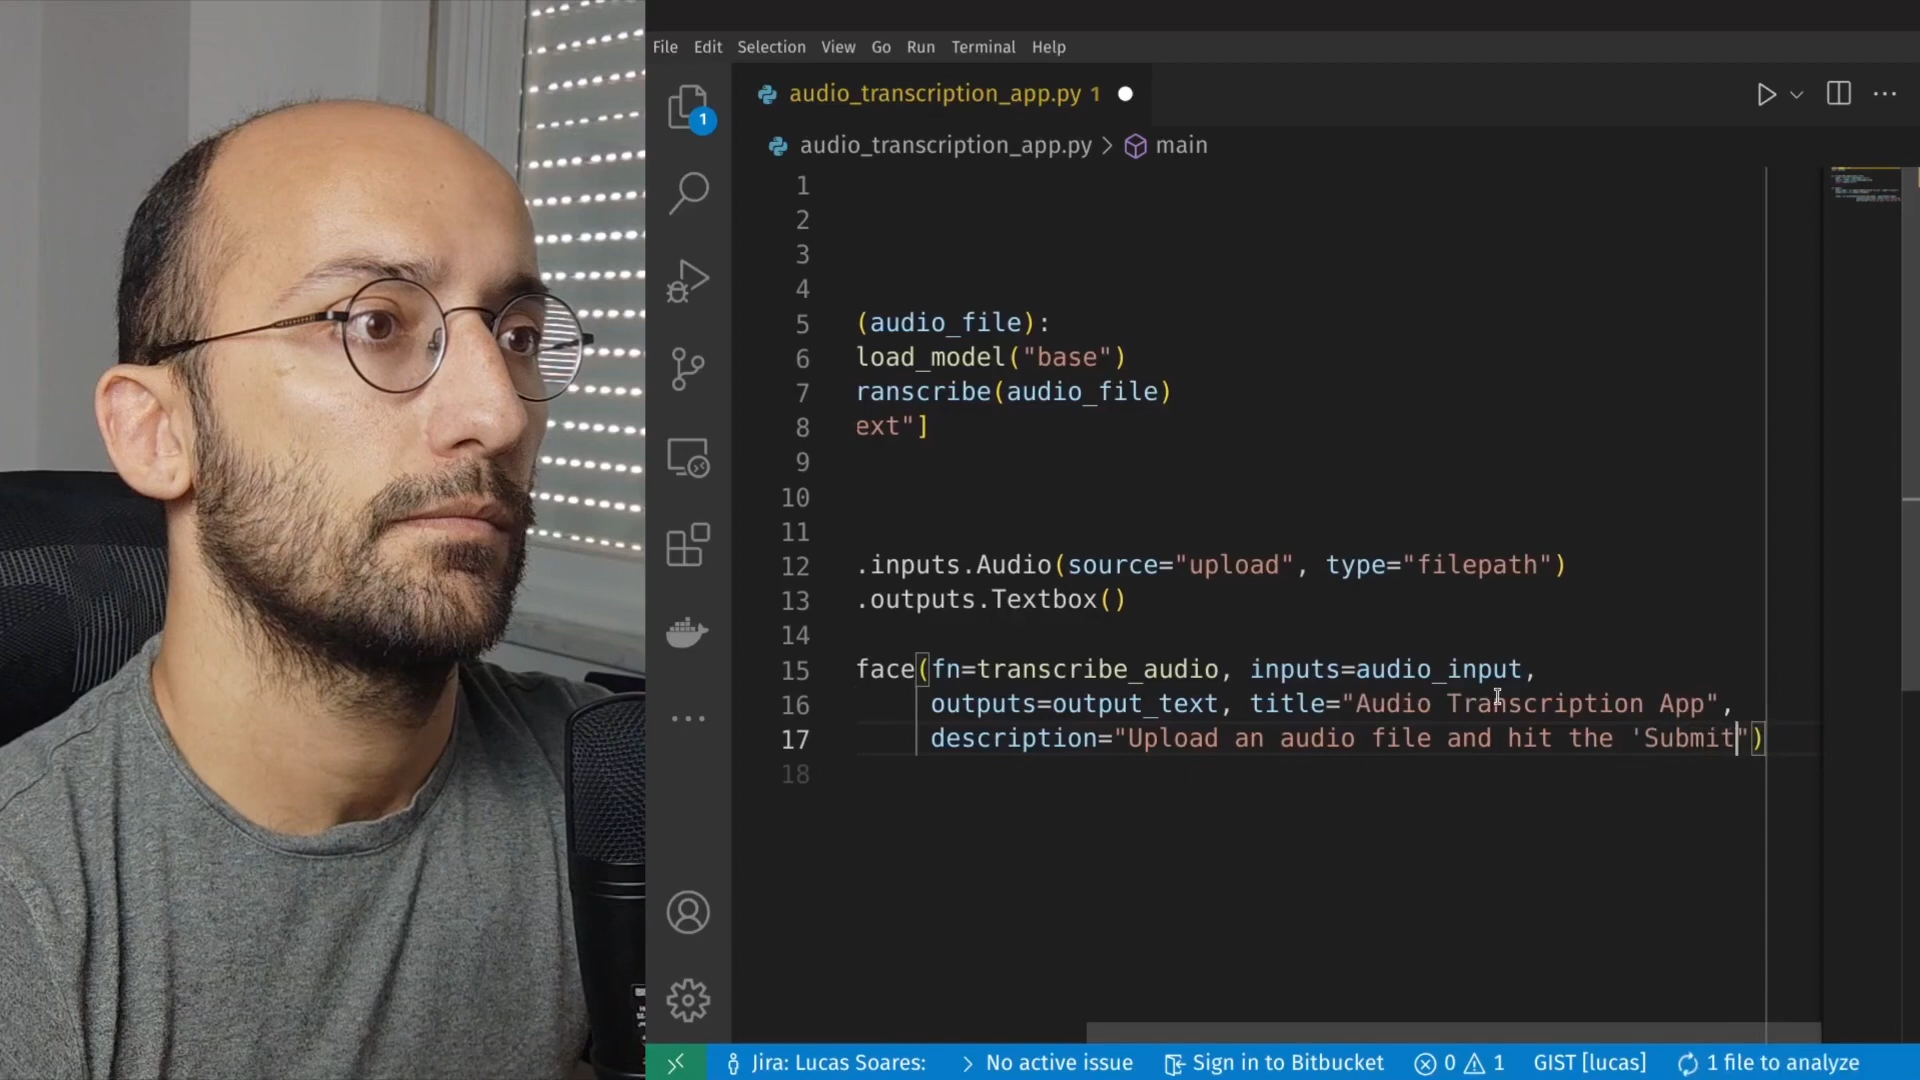 File Edit Selection View Go Run Terminal Help
audio_transcription_app.py 1
1
audio_transcription_app.py > main
1
2
3
4
5 (audio_file):
6 load_model("base")
7 ranscribe(audio_file)
8 ext"]
9
10
11
12 .inputs.Audio(source="upload", type="filepath")
13 .outputs.Textbox()
14
15 face(fn=transcribe_audio, inputs=audio_input,
16 outputs=output_text, title="Audio Transcription App",
17 description="Upload an audio file and hit the 'Submit")
18
Jira: Lucas Soares: > No active issue Sign in to Bitbucket 0 1 GIST [lucas] 1 file to analyze